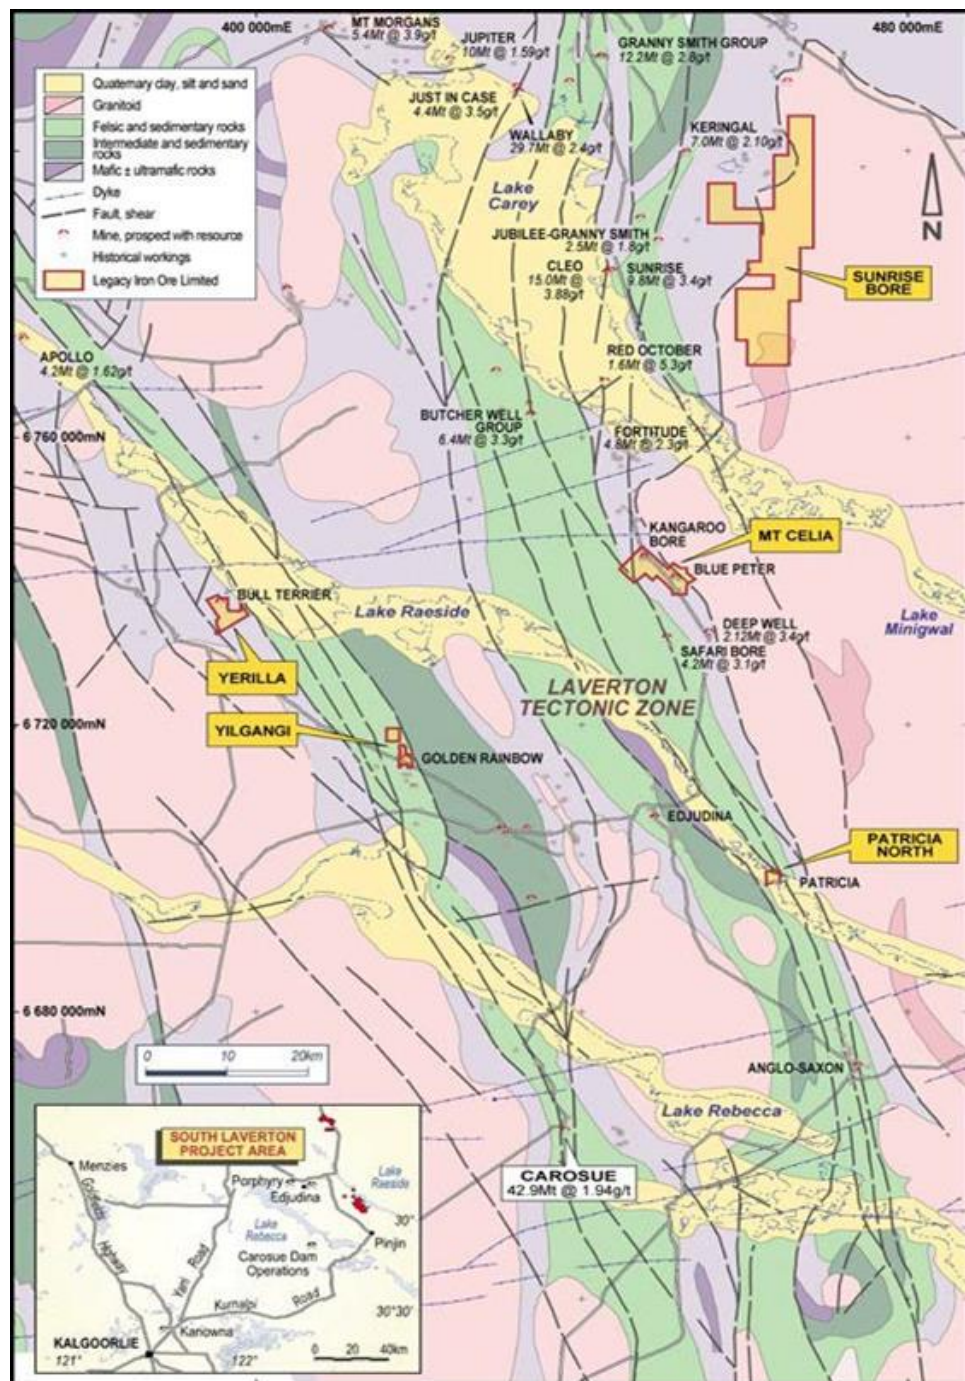 400 000mE
480 000mE
MT MORGANS
5.4Mt @ 3.9g/t
JUPITER
10Mt @ 1.59g/t
GRANNY SMITH GROUP
12.2Mt @ 2.8g/t
Quaternary clay, silt and sand
Granitoid
Felsic and sedimentary rocks
Intermediate and sedimentary
rocks
Mafic ± ultramafic rocks
Dyke
Fault, shear
Mine, prospect with resource
Historical workings
Legacy Iron Ore Limited
JUST IN CASE
4.4Mt @ 3.5g/t
WALLABY
29.7Mt @ 2.4g/t
KERINGAL
7.0Mt @ 2.10g/t
Lake
Carey
N
JUBILEE-GRANNY SMITH
2.5Mt @ 1.8g/t
CLEO
15.0Mt @
3.88g/t
SUNRISE
9.8Mt @ 3.4g/t
SUNRISE
BORE
APOLLO
4.2Mt @ 1.62g/t
RED OCTOBER
1.6Mt @ 5.3g/t
BUTCHER WELL
GROUP
6.4Mt @ 3.3g/t
6 760 000mN
FORTITUDE
4.8Mt @ 2.3g/t
KANGAROO
BORE
MT CELIA
BLUE PETER
BULL TERRIER
Lake Raeside
Lake
Minigwal
DEEP WELL
2.12Mt @ 3.4g/t
SAFARI BORE
4.2Mt @ 3.1g/t
YERILLA
LAVERTON
TECTONIC ZONE
6 720 000mN
YILGANGI
GOLDEN RAINBOW
EDJUDINA
PATRICIA
NORTH
PATRICIA
6 680 000mN
0 10 20km
ANGLO-SAXON
Lake Rebecca
CAROSUE
42.9Mt @ 1.94g/t
SOUTH LAVERTON
PROJECT AREA
Menzies
Goldfields
Highway
Porphyry
Edjudina
Lake
Raeside
Lake
Rebecca
30°
Pinjin
Yarri Road
Carosue Dam
Operations
Kurnalpi Road
30°30'
Kanowna
KALGOORLIE
121°
122°
0 20 40km